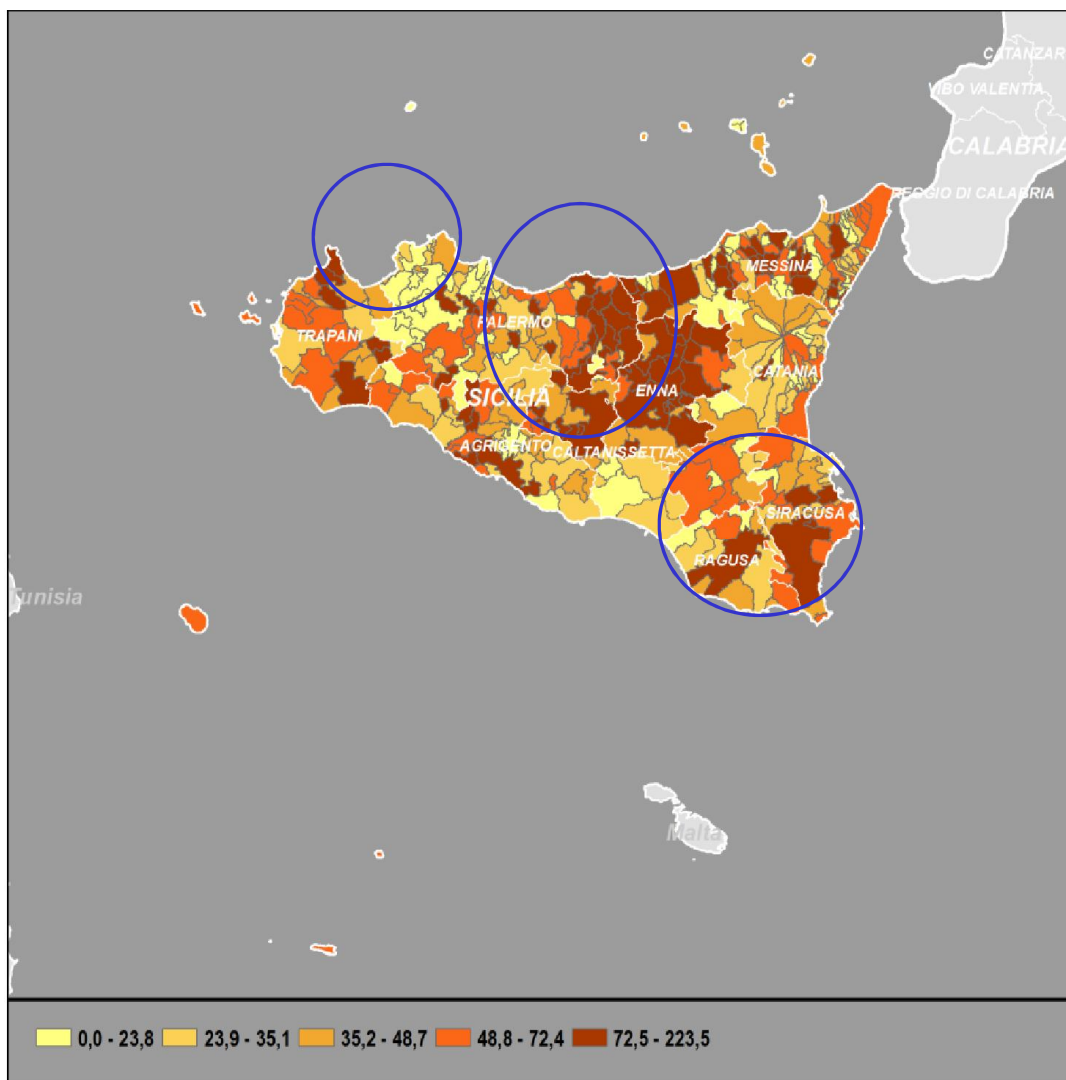 CATANZAR
VIBO VALENTIA
CALABRIA
REGGIO DI CALABRIA
MESSINA
PALERMO
TRAPANI
CATANIA
ENNA
SICILIA
AGRIGENTO
CALTANISSETTA
SIRACUSA
RAGUSA
Tunisia
Malta
0,0 - 23,8 23,9 - 35,1 35,2 - 48,7 48,8 - 72,4 72,5 - 223,5